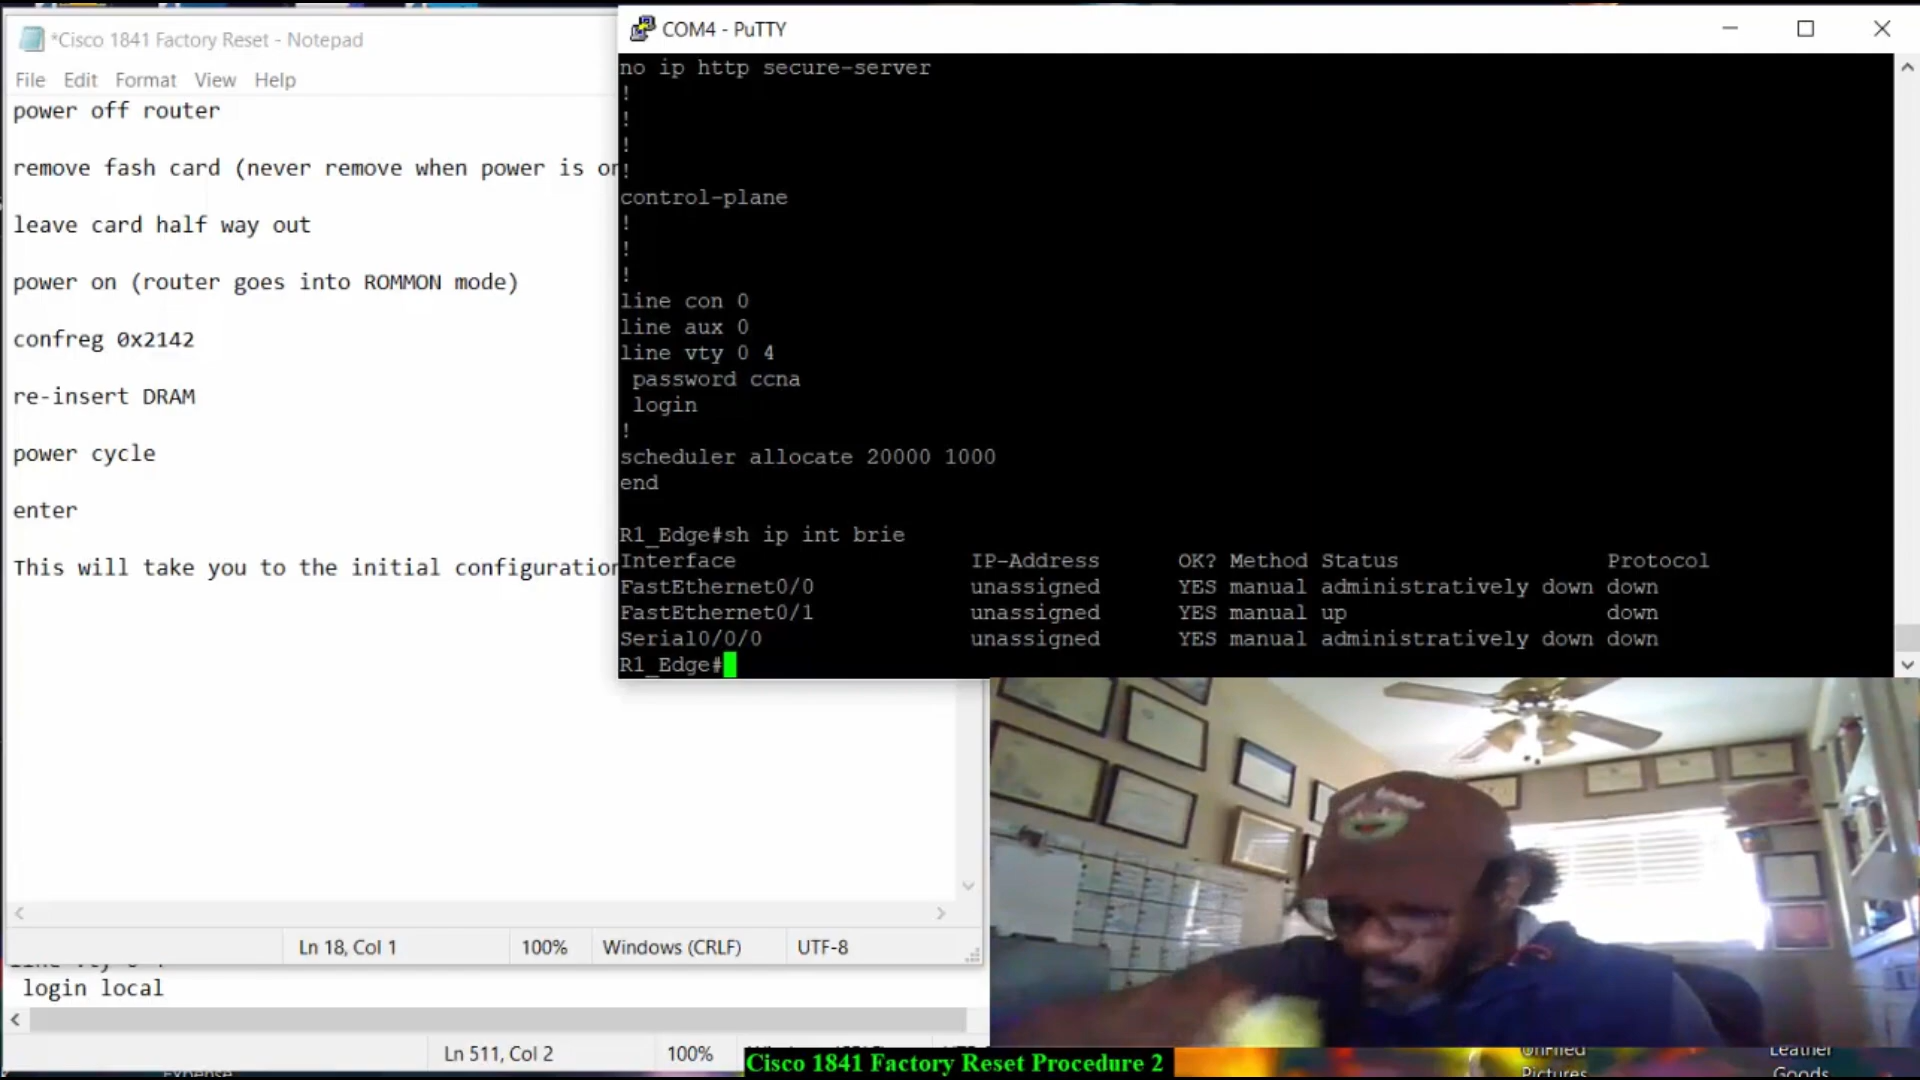 *Cisco 1841 Factory Reset - Notepad
File Edit Format View Help
power off router
remove fash card (never remove when power is on
leave card half way out
power on (router goes into ROMMON mode)
confreg 0x2142
re-insert DRAM
power cycle
enter
This will take you to the initial configuration
Ln 18, Col 1 100% Windows (CRLF) UTF-8
login local
Ln 511, Col 2 100%
COM4 - PuTTY
no ip http secure-server
!
!
!
!
control-plane
!
!
!
line con 0
line aux 0
line vty 0 4
password ccna
login
!
scheduler allocate 20000 1000
end
R1_Edge#sh ip int brie
Interface IP-Address OK? Method Status Protocol
FastEthernet0/0 unassigned YES manual administratively down down
FastEthernet0/1 unassigned YES manual up down
Serial0/0/0 unassigned YES manual administratively down down
R1_Edge#
Cisco 1841 Factory Reset Procedure 2
Pictures
Leather
Goods